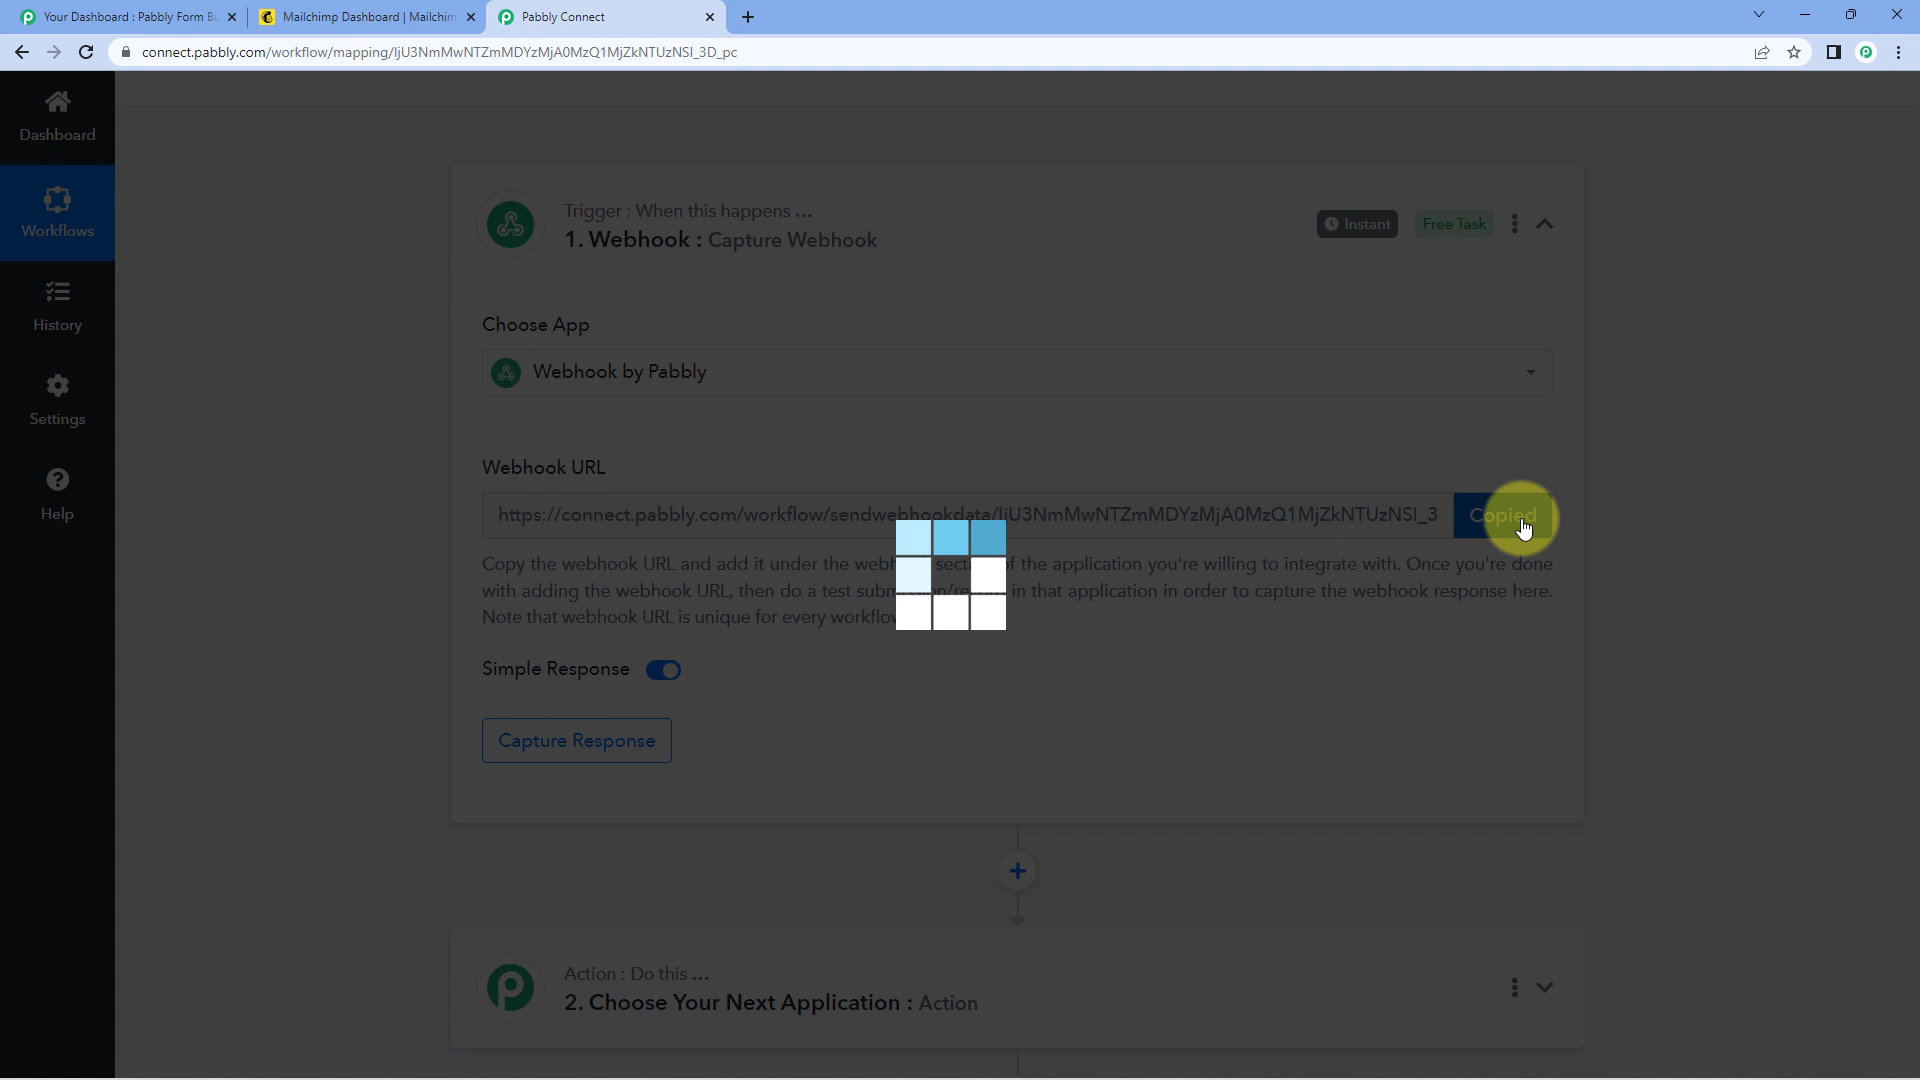 Your Dashboard : Pabbly Form Bu
Mailchimp Dashboard | Mailchim
Pabbly Connect
connect.pabbly.com/workflow/mapping/IjU3NmMwNTZmMDYzMjA0MzQ1MjZkNTUzNSI_3D_pc
Dashboard
Workflows
History
Settings
Help
Trigger : When this happens ...
1. Webhook : Capture Webhook
Instant
Free Task
Choose App
Webhook by Pabbly
Webhook URL
https://connect.pabbly.com/workflow/sendwebhookdata/IjU3NmMwNTZmMDYzMjA0MzQ1MjZkNTUzNSI_3
Copied
Copy the webhook URL and add it under the of the application you're willing to integrate with. Once you're done
with adding the webhook URL, then do a test in that application in order to capture the webhook response here.
Note that webhook URL is unique for every
Simple Response
Capture Response
Action : Do this ...
2. Choose Your Next Application : Action